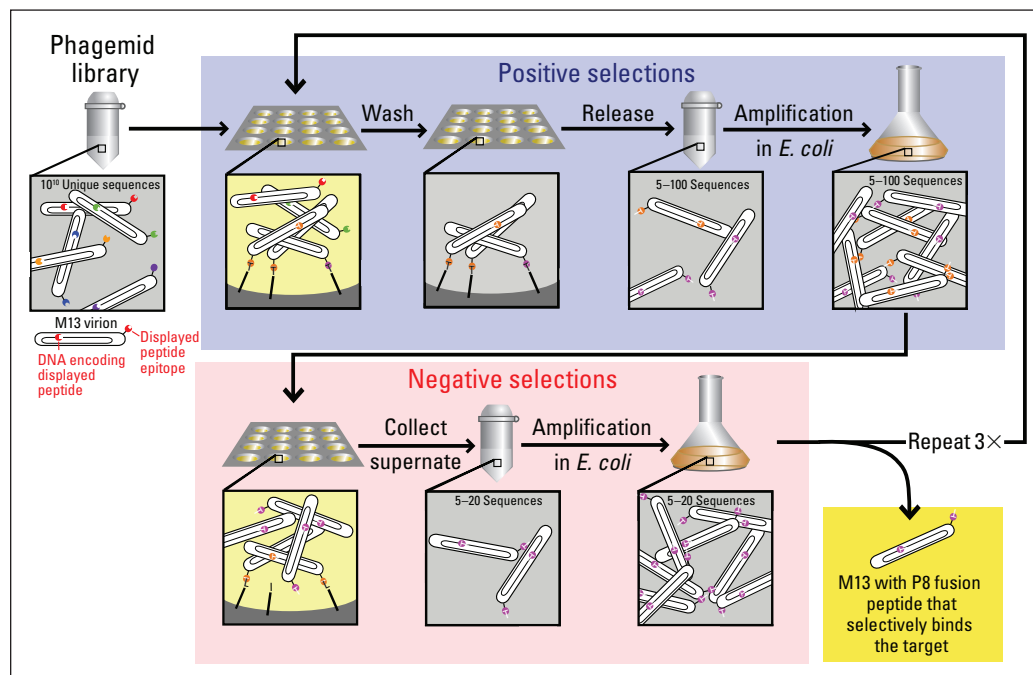 Phagemid
library
Positive selections
Wash
Release
Amplification
in E. coli
10¹⁰ Unique sequences
5–100 Sequences
5–100 Sequences
M13 virion
DNA encoding
displayed
peptide
Displayed
peptide
epitope
Negative selections
Collect
supernate
Amplification
in E. coli
Repeat 3×
5–20 Sequences
5–20 Sequences
M13 with P8 fusion
peptide that
selectively binds
the target